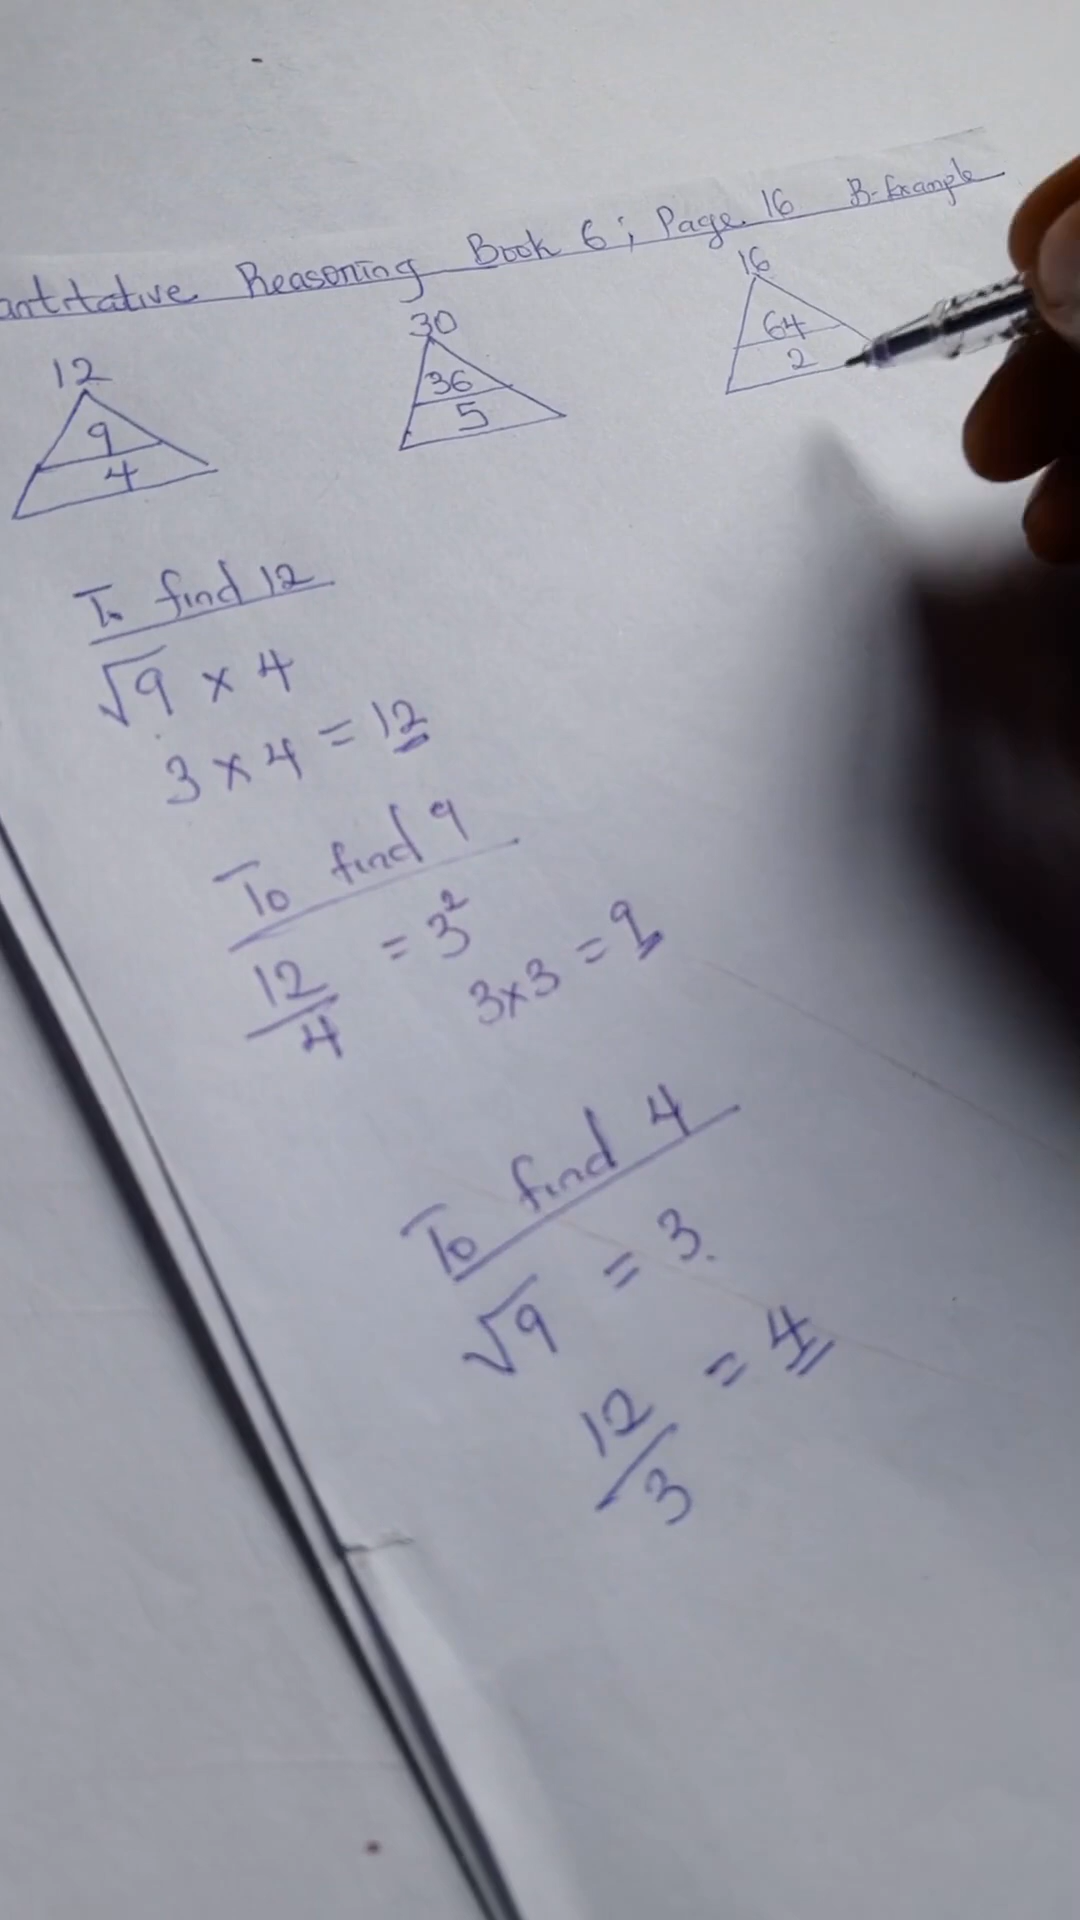 antitative Reasoning Book 6; Page 16 B-Example
12
9
4
30
36
5
16
64
2
To find 12
√9 × 4
3 × 4 = 12
To find 9
12/4 = 3²
3×3 = 9
To find 4
√9 = 3.
12/3 = 4